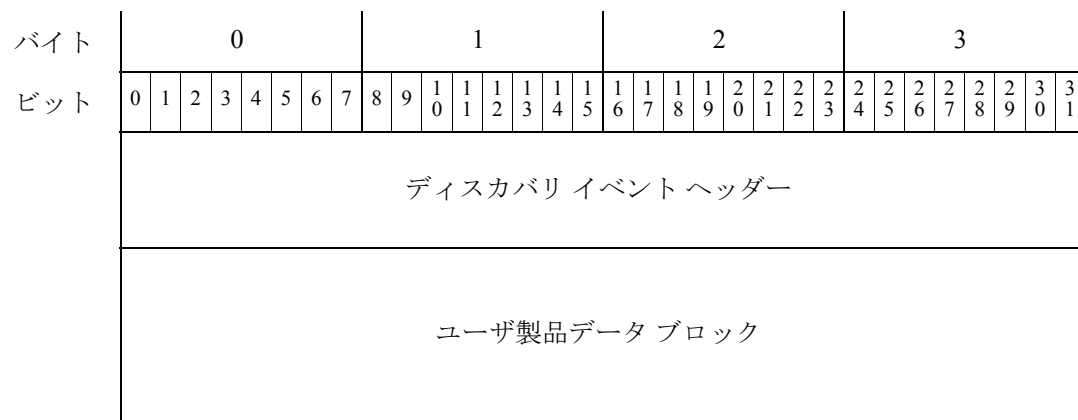 バイト 0 1 2 3
ビット 0 1 2 3 4 5 6 7 8 9 10 11 12 13 14 15 16 17 18 19 20 21 22 23 24 25 26 27 28 29 30 31
ディスカバリ イベント ヘッダー
ユーザ製品データ ブロック